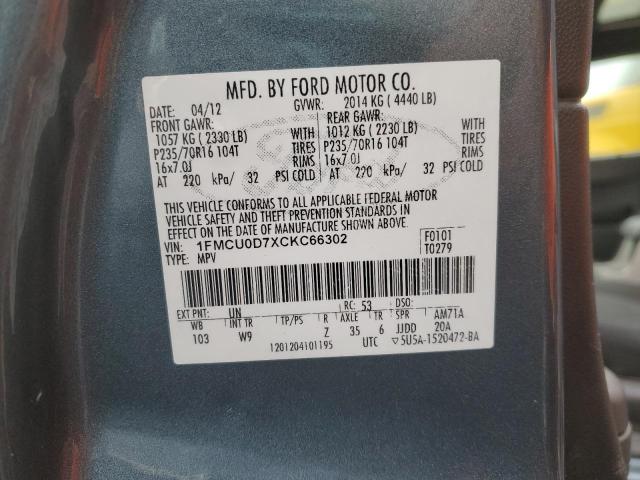 MFD. BY FORD MOTOR CO.
DATE: 04/12 GVWR: 2014 KG ( 4440 LB)
FRONT GAWR: REAR GAWR:
1057 KG ( 2330 LB) WITH 1012 KG ( 2230 LB) WITH
P235/70R16 104T TIRES P235/70R16 104T TIRES
16x7.0J RIMS 16x7.0J RIMS
AT 220 kPa/ 32 PSI COLD AT 220 kPa/ 32 PSI COLD
THIS VEHICLE CONFORMS TO ALL APPLICABLE FEDERAL MOTOR
VEHICLE SAFETY AND THEFT PREVENTION STANDARDS IN
EFFECT ON THE DATE OF MANUFACTURE SHOWN ABOVE.
VIN: 1FMCU0D7XCKC66302 F0101
TYPE: MPV T0279
EXT PNT: UN RC: 53 DSO:
WB INT TR TP/PS R AXLE TR SPR AM71A
103 W9 Z 35 6 JJDD 20A
1201204101195 UTC ▽5U5A-1520472-BA